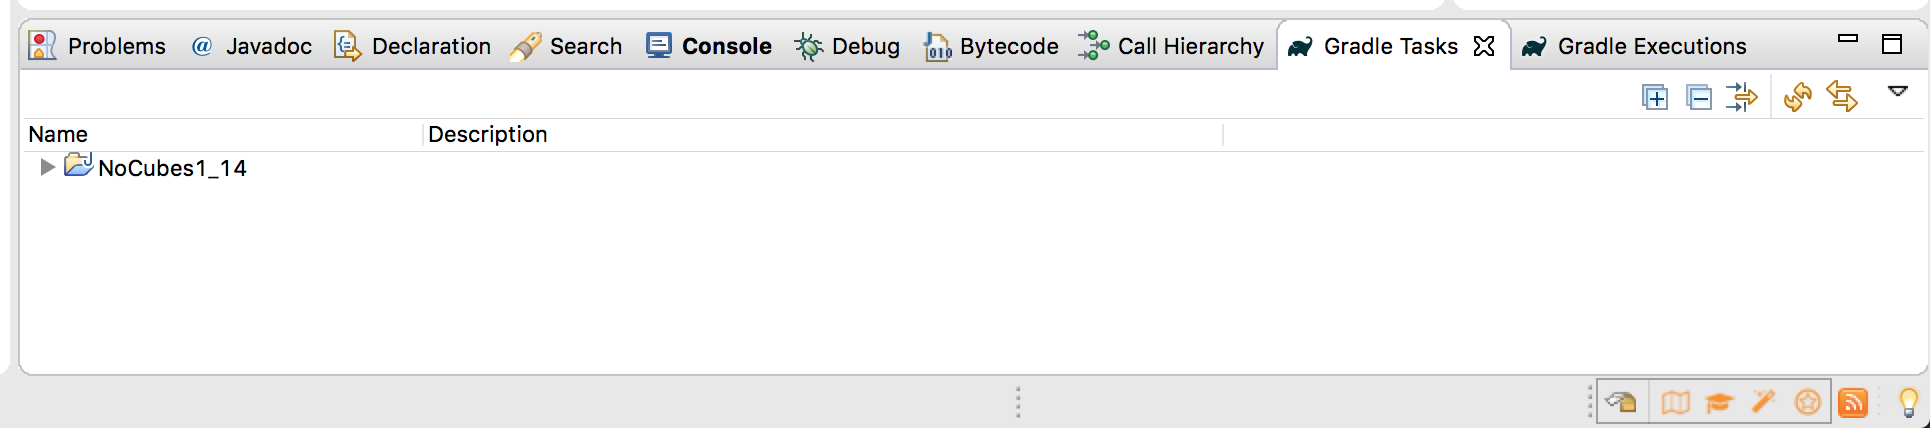 Problems @ Javadoc Declaration Search Console Debug Bytecode Call Hierarchy Gradle Tasks Gradle Executions
Name Description
NoCubes1_14